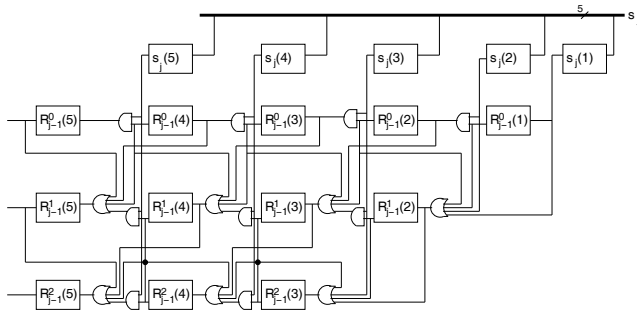 5
s
s_j(5) s_j(4) s_j(3) s_j(2) s_j(1)
R^0_{j-1}(5) R^0_{j-1}(4) R^0_{j-1}(3) R^0_{j-1}(2) R^0_{j-1}(1)
R^1_{j-1}(5) R^1_{j-1}(4) R^1_{j-1}(3) R^1_{j-1}(2)
R^2_{j-1}(5) R^2_{j-1}(4) R^2_{j-1}(3)